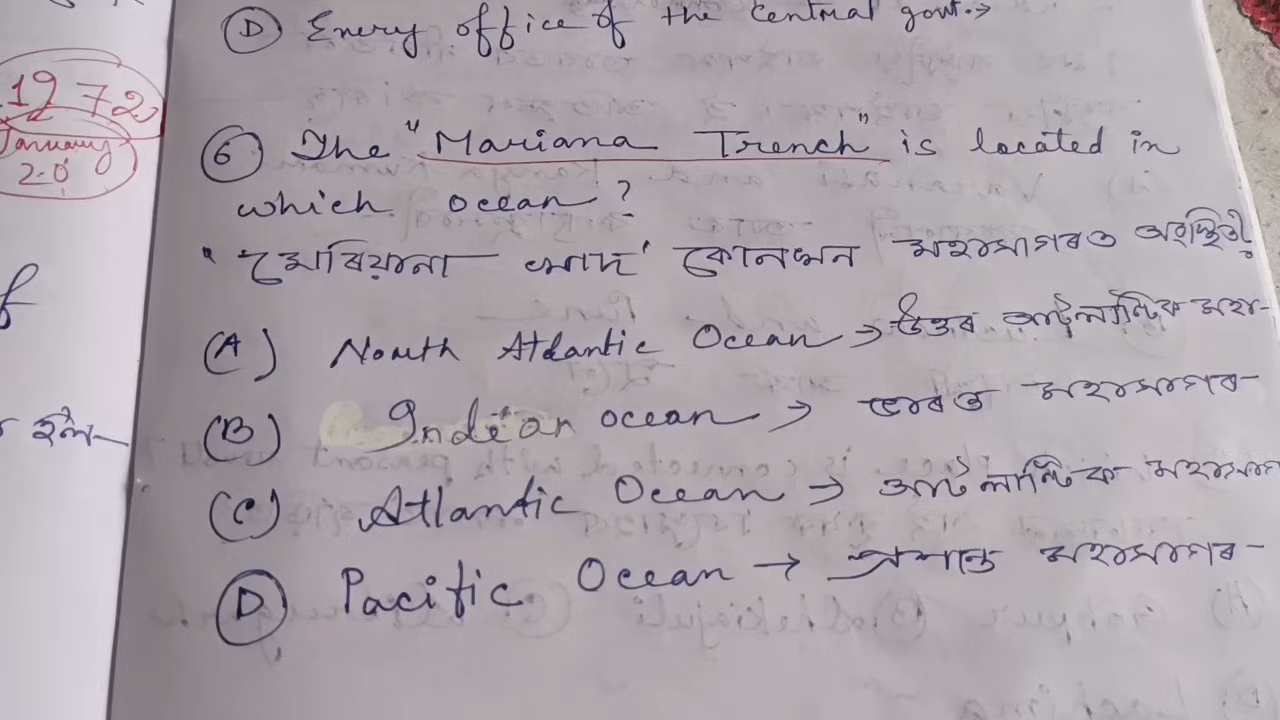 Ⓓ Enery office of the central govt.→
1972
January
20
⑥ The "Mariana Trench" is located in
which ocean?
'মেৰিয়ানা খাদ' কোনখন মহাসাগৰত অৱস্থিত?
(A) North Atlantic Ocean → উত্তৰ আটলাণ্টিক মহা-
f
(B) Indian ocean → ভাৰত মহাসাগৰ-
হ'ল-
(C) Atlantic Ocean → আটলাণ্টিক মহাসাগ
Ⓓ Pacific Ocean → প্ৰশান্ত মহাসাগৰ-